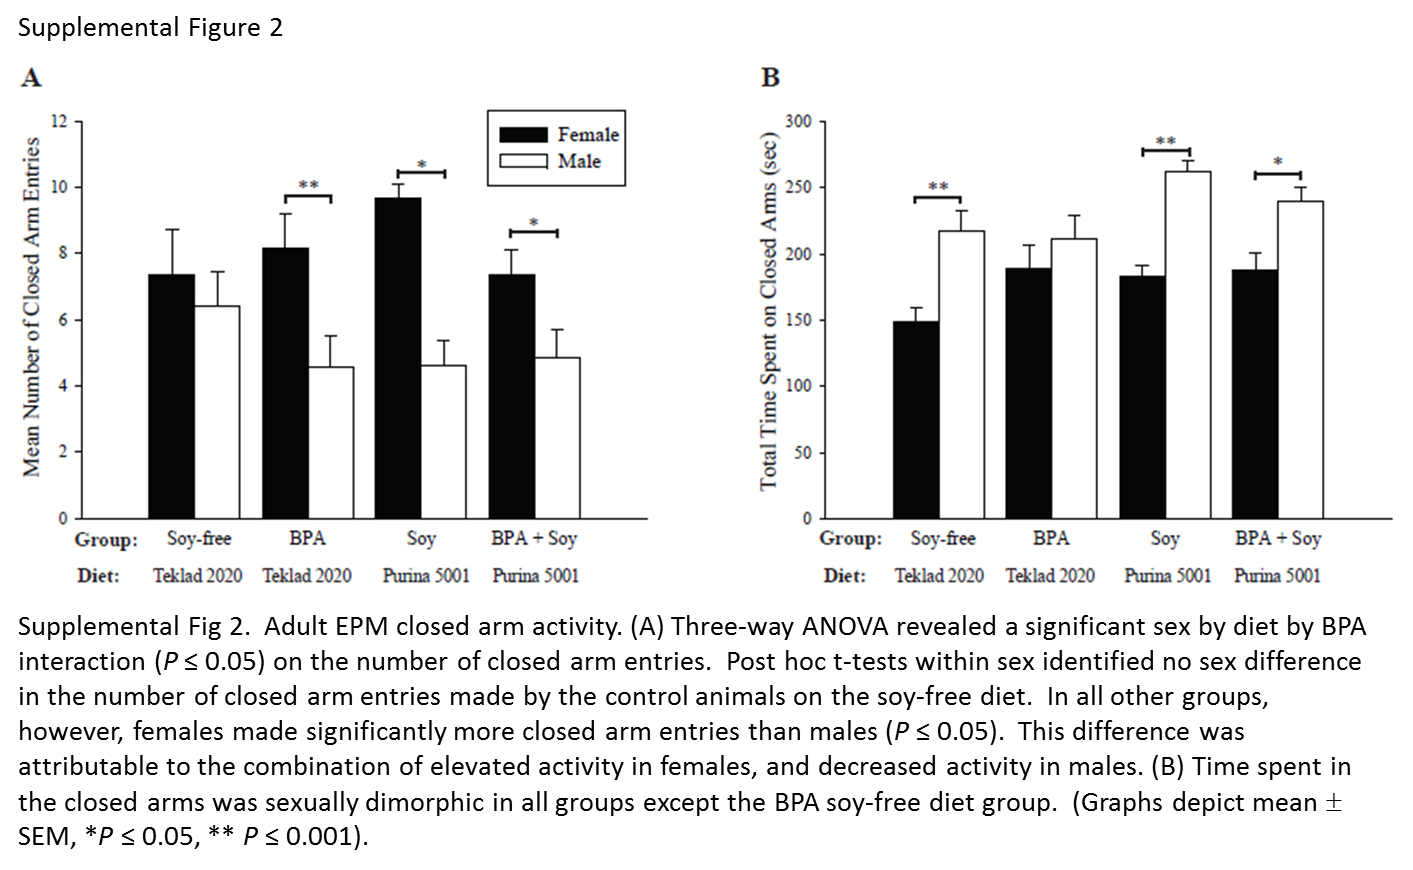 Supplemental Figure 2
A
Mean Number of Closed Arm Entries
12
10
8
6
4
2
0
Female
Male
**
*
*
Group: Soy-free BPA Soy BPA + Soy
Diet: Teklad 2020 Teklad 2020 Purina 5001 Purina 5001
B
Total Time Spent on Closed Arms (sec)
300
250
200
150
100
50
0
**
**
*
Group: Soy-free BPA Soy BPA + Soy
Diet: Teklad 2020 Teklad 2020 Purina 5001 Purina 5001
Supplemental Fig 2. Adult EPM closed arm activity. (A) Three-way ANOVA revealed a significant sex by diet by BPA
interaction (P ≤ 0.05) on the number of closed arm entries. Post hoc t-tests within sex identified no sex difference
in the number of closed arm entries made by the control animals on the soy-free diet. In all other groups,
however, females made significantly more closed arm entries than males (P ≤ 0.05). This difference was
attributable to the combination of elevated activity in females, and decreased activity in males. (B) Time spent in
the closed arms was sexually dimorphic in all groups except the BPA soy-free diet group. (Graphs depict mean ±
SEM, *P ≤ 0.05, ** P ≤ 0.001).